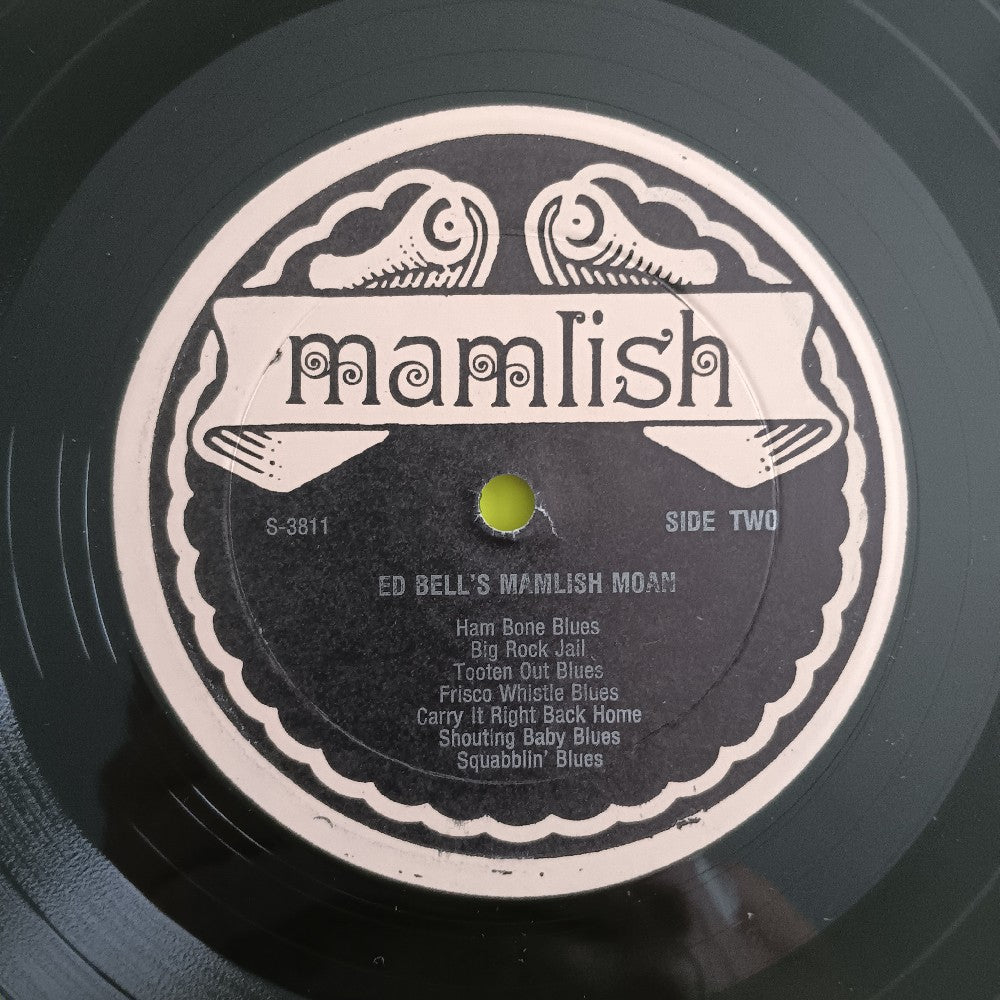 mamlish
S-3811
SIDE TWO
ED BELL'S MAMLISH MOAN
Ham Bone Blues
Big Rock Jail
Tooten Out Blues
Frisco Whistle Blues
Carry It Right Back Home
Shouting Baby Blues
Squabblin' Blues